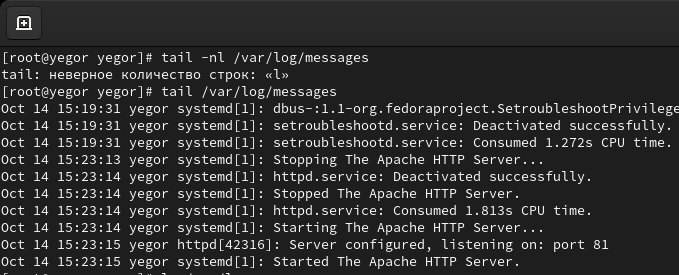 [root@yegor yegor]# tail -nl /var/log/messages
tail: неверное количество строк: «l»
[root@yegor yegor]# tail /var/log/messages
Oct 14 15:19:31 yegor systemd[1]: dbus-:1.1-org.fedoraproject.SetroubleshootPrivilege
Oct 14 15:19:31 yegor systemd[1]: setroubleshootd.service: Deactivated successfully.
Oct 14 15:19:31 yegor systemd[1]: setroubleshootd.service: Consumed 1.272s CPU time.
Oct 14 15:23:13 yegor systemd[1]: Stopping The Apache HTTP Server...
Oct 14 15:23:14 yegor systemd[1]: httpd.service: Deactivated successfully.
Oct 14 15:23:14 yegor systemd[1]: Stopped The Apache HTTP Server.
Oct 14 15:23:14 yegor systemd[1]: httpd.service: Consumed 1.813s CPU time.
Oct 14 15:23:14 yegor systemd[1]: Starting The Apache HTTP Server...
Oct 14 15:23:15 yegor httpd[42316]: Server configured, listening on: port 81
Oct 14 15:23:15 yegor systemd[1]: Started The Apache HTTP Server.